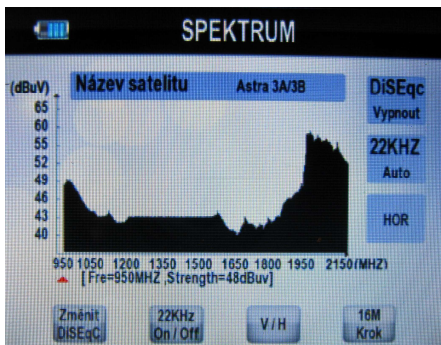 SPEKTRUM
(dBuV)
Název satelitu Astra 3A/3B
DiSEqc
Vypnout
22KHZ
Auto
HOR
65
60
55
52
49
46
43
40
950 1050 1200 1350 1500 1650 1800 1950 2150(MHZ)
[ Fre=950MHZ ,Strength=48dBuv]
Změnit
DiSEqC
22KHz
On / Off
V / H
16M
Krok